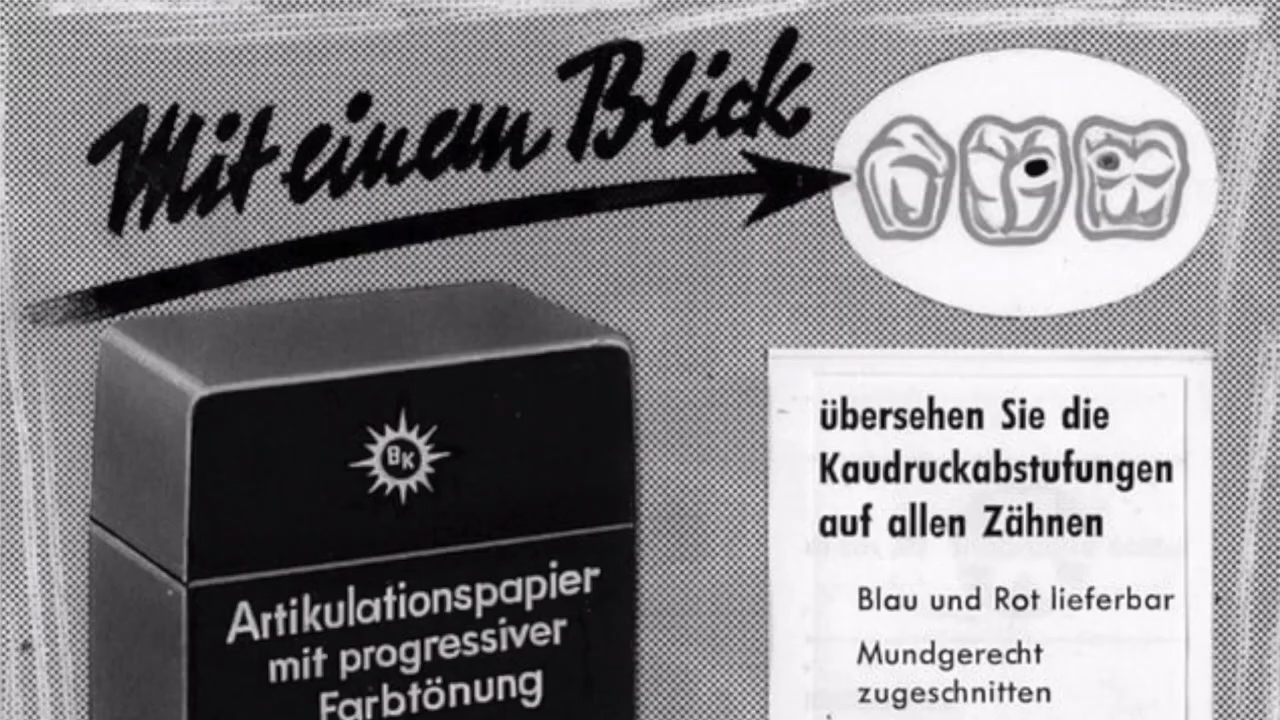 Mit einem Blick
übersehen Sie die
Kaudruckabstufungen
auf allen Zähnen
Blau und Rot lieferbar
Mundgerecht
zugeschnitten
BK
Artikulationspapier
mit progressiver
Farbtönung